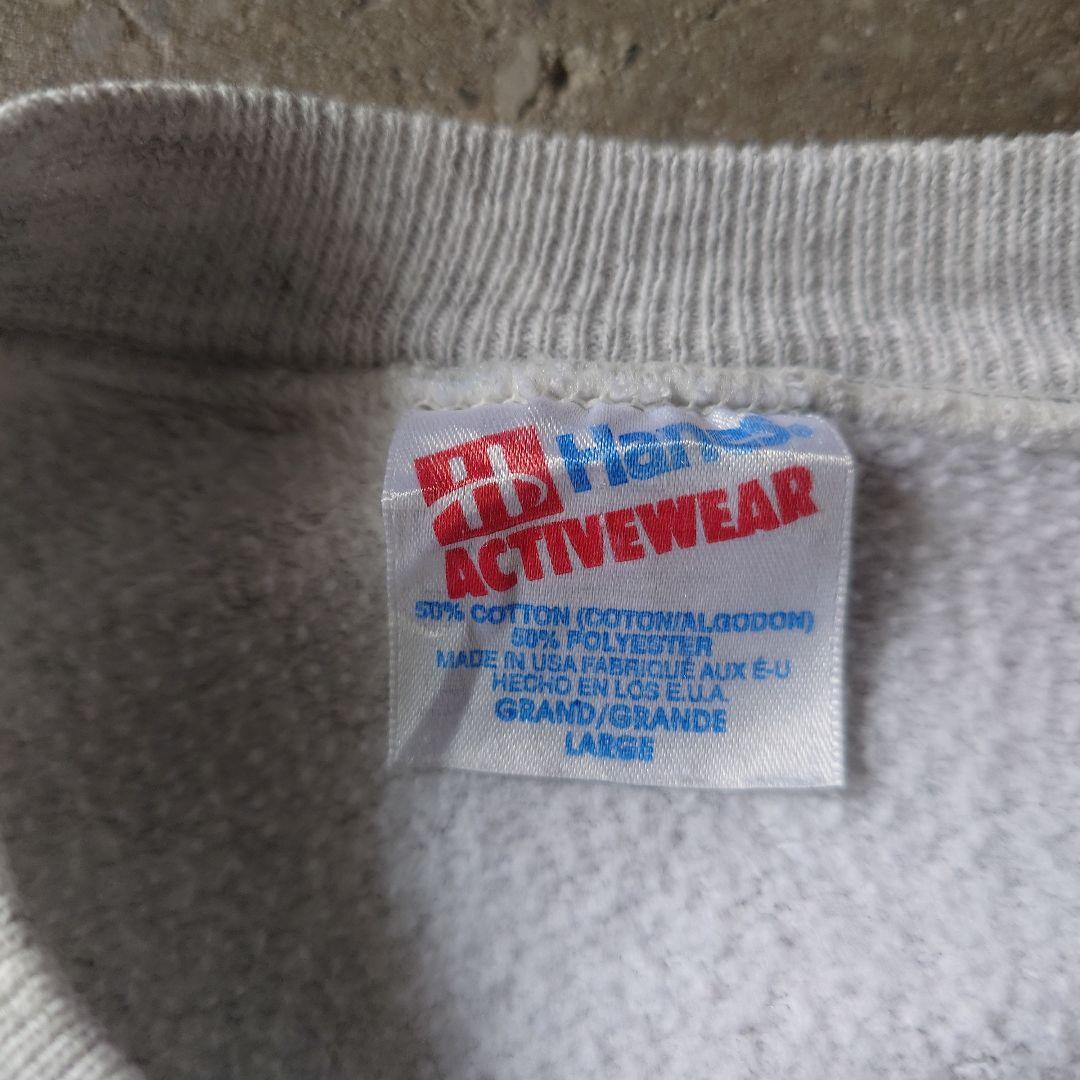 Hanes.
ACTIVEWEAR
50% COTTON (COTON/ALGODON)
50% POLYESTER
MADE IN USA FABRIQUÉ AUX É-U
HECHO EN LOS E.U.A.
GRAND/GRANDE
LARGE